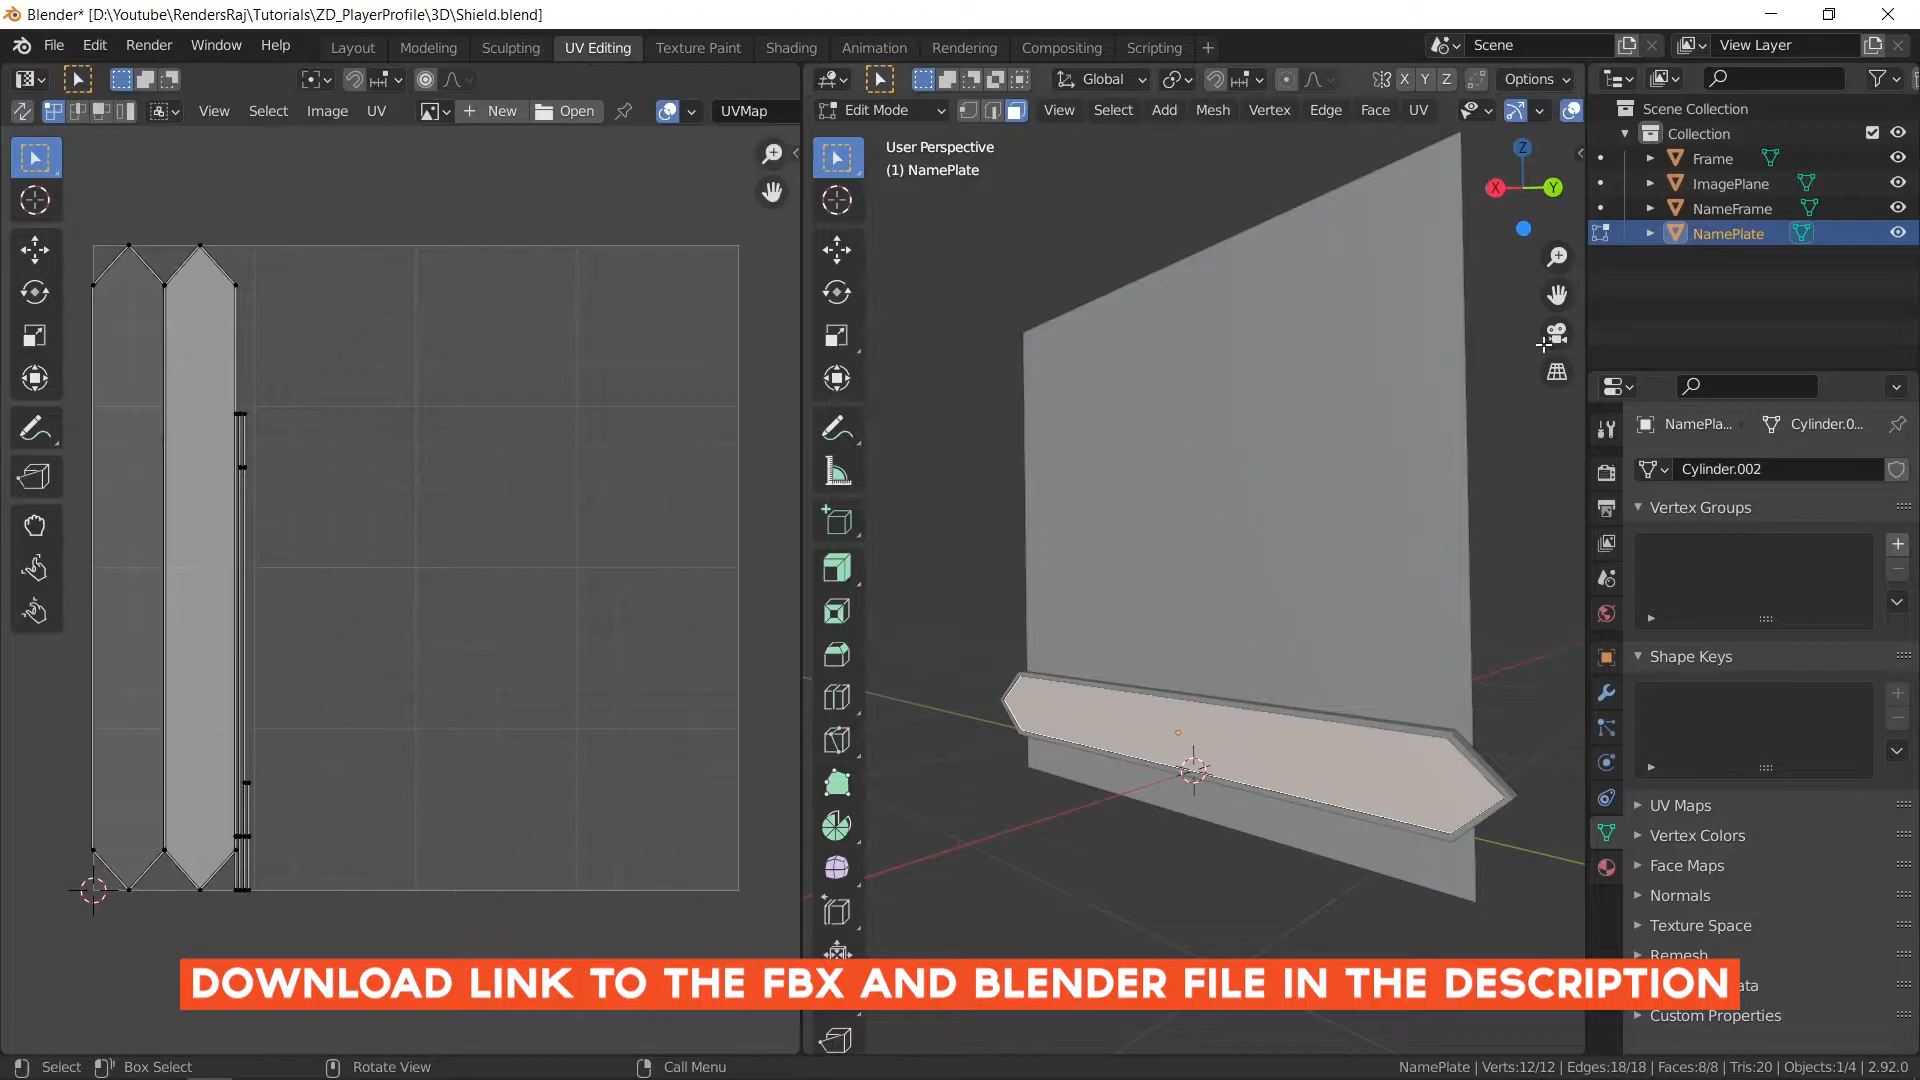 Blender* [D:\Youtube\RendersRaj\Tutorials\ZD_PlayerProfile\3D\Shield.blend]
File Edit Render Window Help Layout Modeling Sculpting UV Editing Texture Paint Shading Animation Rendering Compositing Scripting + Scene View Layer
Global X Y Z Options
View Select Image UV + New Open UVMap Edit Mode View Select Add Mesh Vertex Edge Face UV
User Perspective
(1) NamePlate
Z
X
Y
Scene Collection
Collection
Frame
ImagePlane
NameFrame
NamePlate
NamePla... Cylinder.0...
Cylinder.002
Vertex Groups
Shape Keys
UV Maps
Vertex Colors
Face Maps
Normals
Texture Space
Remesh
DOWNLOAD LINK TO THE FBX AND BLENDER FILE IN THE DESCRIPTION
ata
Custom Properties
Select Box Select Rotate View Call Menu NamePlate | Verts:12/12 | Edges:18/18 | Faces:8/8 | Tris:20 | Objects:1/4 | 2.92.0